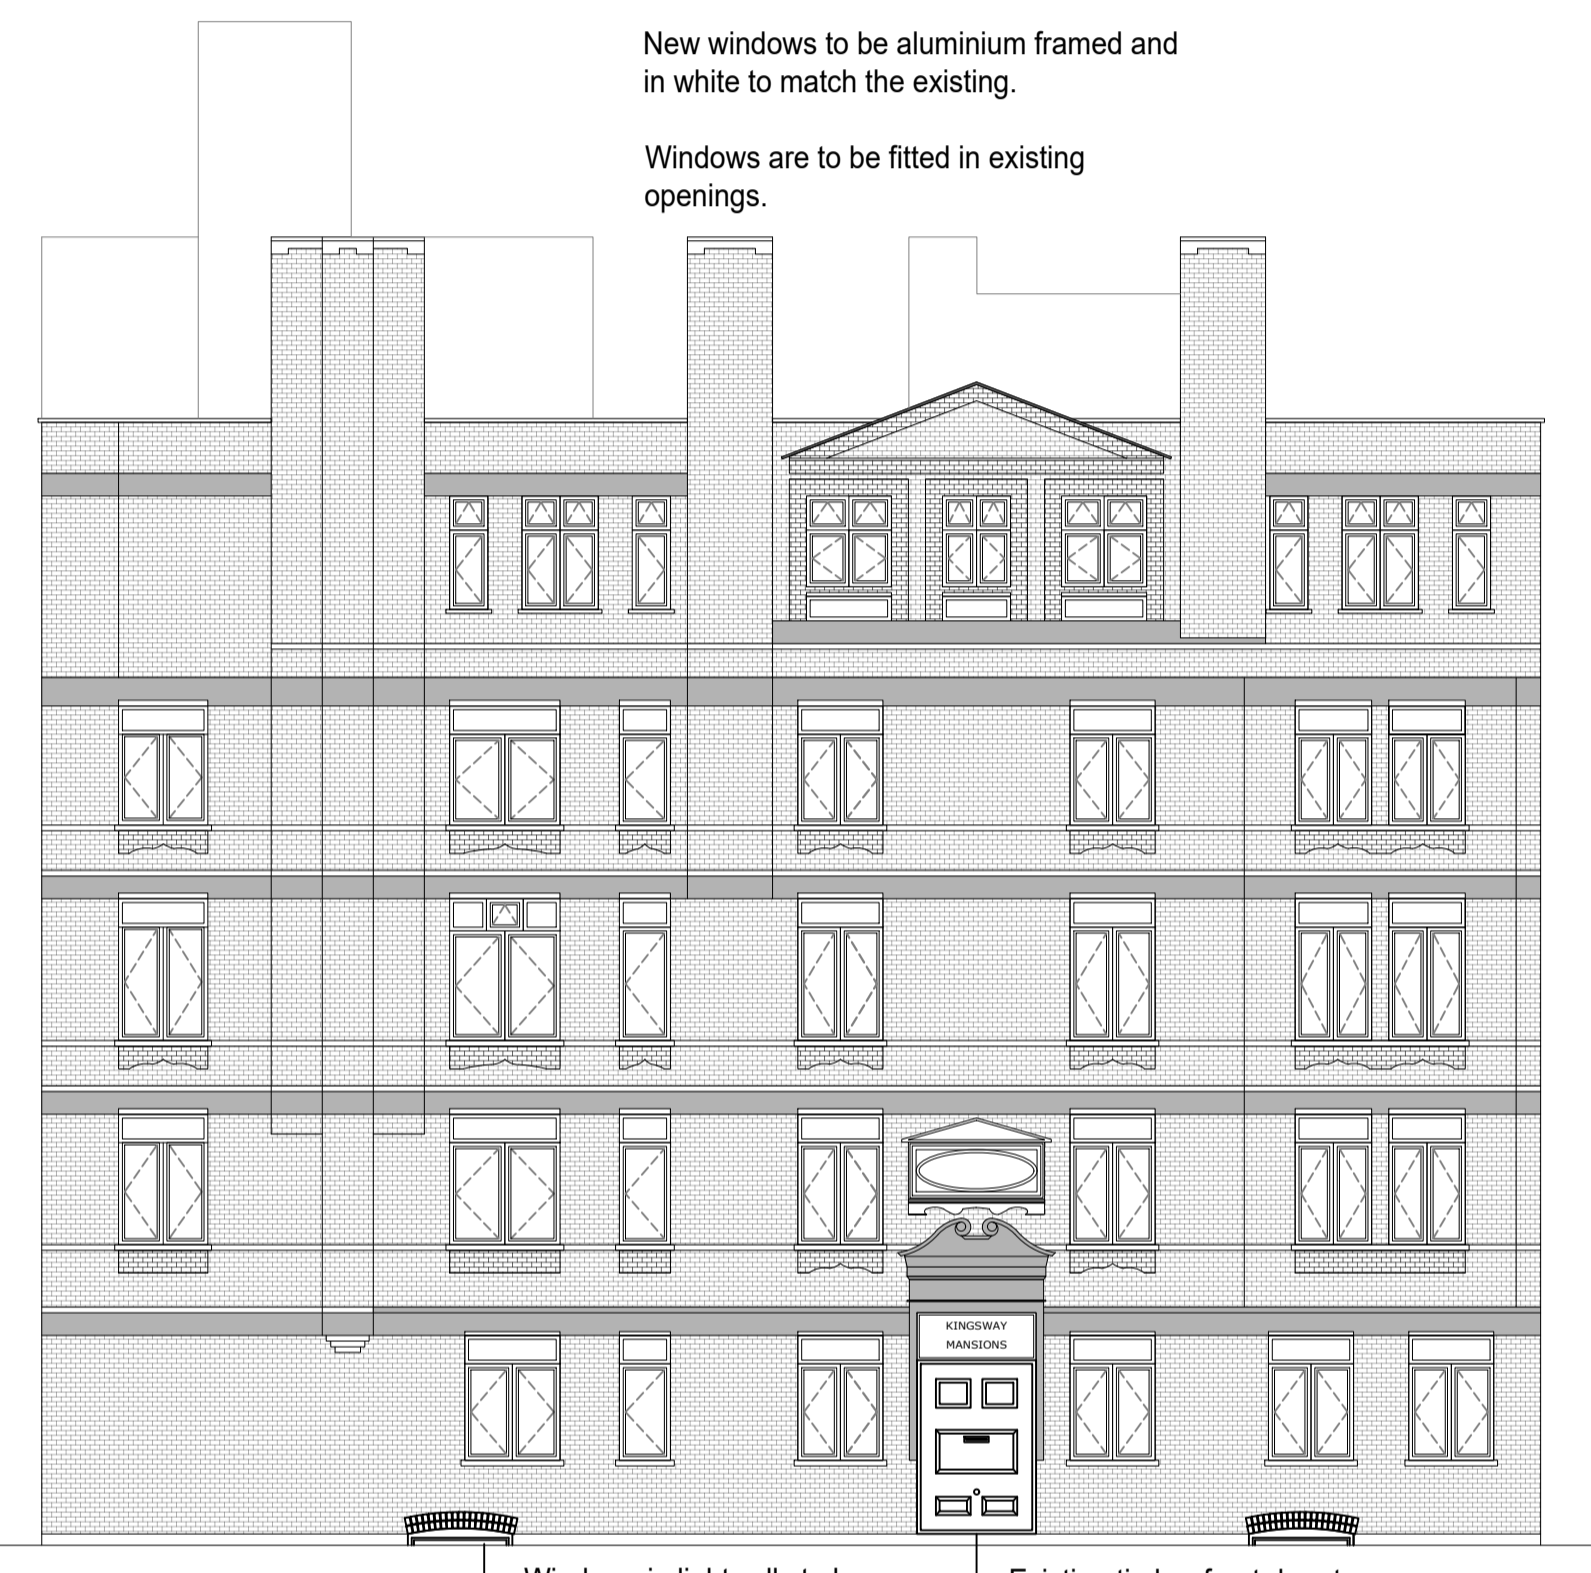 New windows to be aluminium framed and
in white to match the existing.
Windows are to be fitted in existing
openings.
KINGSWAY
MANSIONS